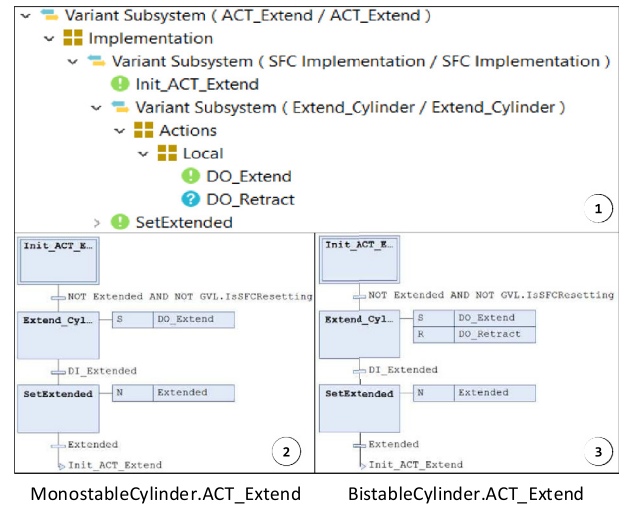 Variant Subsystem ( ACT_Extend / ACT_Extend )
Implementation
Variant Subsystem ( SFC Implementation / SFC Implementation )
Init_ACT_Extend
Variant Subsystem ( Extend_Cylinder / Extend_Cylinder )
Actions
Local
DO_Extend
DO_Retract
SetExtended
1
Init_ACT_E...
NOT Extended AND NOT GVL.IsSFCResetting
Extend_Cyl...
S DO_Extend
DI_Extended
SetExtended
N Extended
Extended
Init_ACT_Extend
2
Init_ACT_E...
NOT Extended AND NOT GVL.IsSFCResetting
Extend_Cyl...
S DO_Extend
R DO_Retract
DI_Extended
SetExtended
N Extended
Extended
Init_ACT_Extend
3
MonostableCylinder.ACT_Extend
BistableCylinder.ACT_Extend